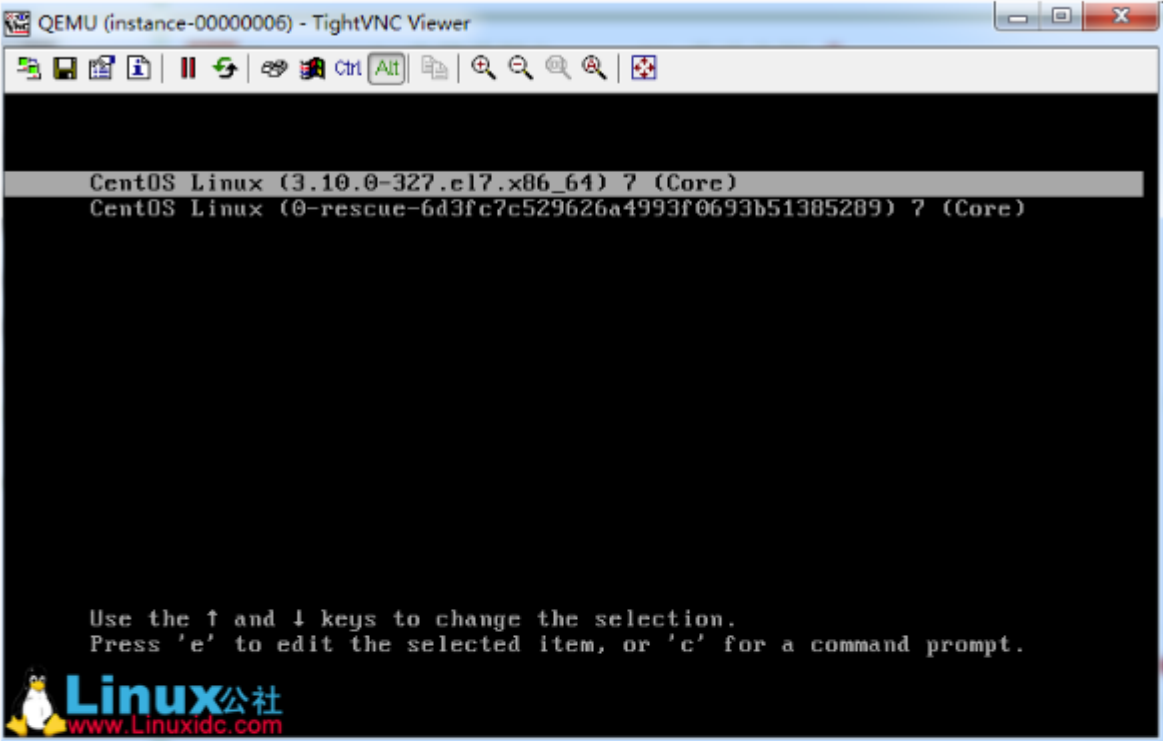 QEMU (instance-00000006) - TightVNC Viewer
Ctrl Alt
CentOS Linux (3.10.0-327.el7.x86_64) 7 (Core)
CentOS Linux (0-rescue-6d3fc7c529626a4993f0693b51385289) 7 (Core)
Use the ↑ and ↓ keys to change the selection.
Press 'e' to edit the selected item, or 'c' for a command prompt.
Linux公社
www.Linuxidc.com